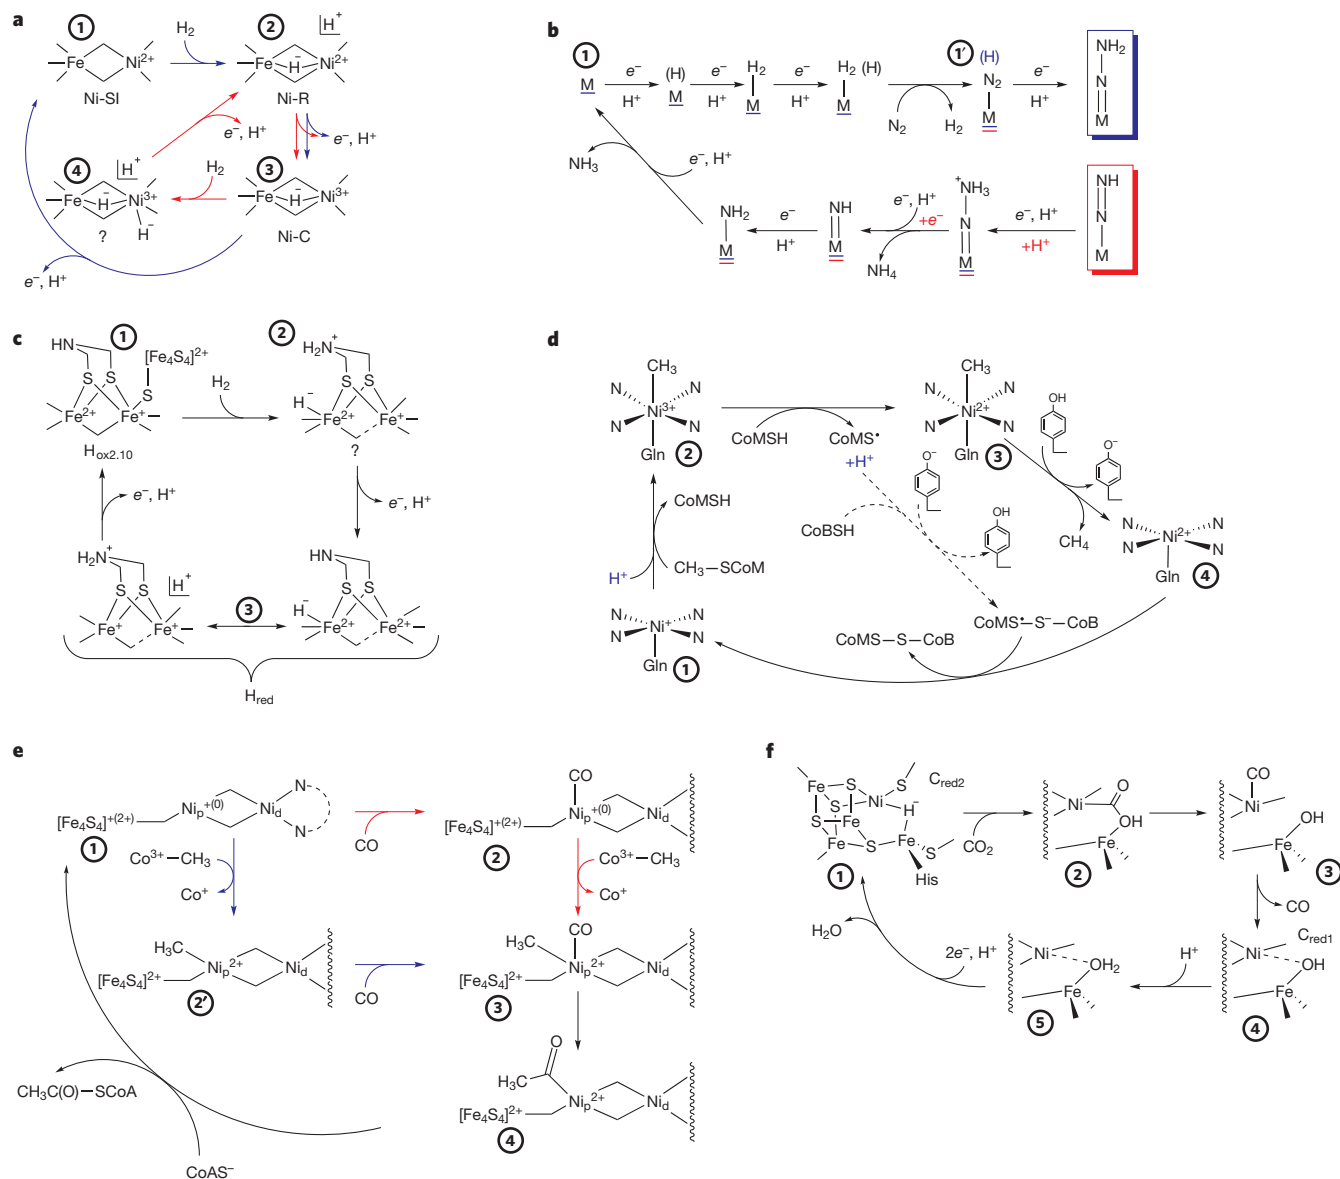 a
1
Fe
Ni2+
Ni-SI
H2
2
H+
Fe
H−
Ni2+
Ni-R
e−, H+
e−, H+
4
H+
Fe
H−
Ni3+
H−
?
H2
3
Fe
H−
Ni3+
Ni-C
e−, H+
b
1
M
e−
H+
(H)
M
e−
H+
H2
M
e−
H+
H2 (H)
M
N2
H2
1′
(H)
N2
M
e−
H+
NH2
N
M
NH3
e−, H+
NH2
M
e−
H+
NH
M
e−, H+
+e−
NH4
+
NH3
N
M
e−, H+
+H+
NH
N
M
c
1
HN
[Fe4S4]2+
S
S
S
Fe2+
Fe+
Hox2.10
H2
2
H2N+
S
S
H−
Fe2+
Fe+
?
e−, H+
e−, H+
H2N+
H+
S
S
Fe+
Fe+
3
HN
S
S
H−
Fe2+
Fe2+
Hred
d
CH3
N
N
Ni3+
N
N
Gln
2
CoMSH
CoMS•
+H+
CH3
N
N
Ni2+
N
N
Gln
3
OH
O−
CH4
O−
CoBSH
OH
CoMSH
H+
CH3–SCoM
N
N
Ni+
N
N
Gln
1
N
N
Ni2+
N
N
Gln
4
CoMS•–S−–CoB
CoMS–S–CoB
e
[Fe4S4]+(2+)
Nip+(0)
Nid
N
N
1
CO
CO
[Fe4S4]+(2+)
Nip+(0)
Nid
2
Co3+–CH3
Co+
Co3+–CH3
Co+
H3C
[Fe4S4]2+
Nip2+
Nid
2′
CO
CO
H3C
[Fe4S4]2+
Nip2+
Nid
3
O
H3C
[Fe4S4]2+
Nip2+
Nid
4
CH3C(O)–SCoA
CoAS−
f
Fe
S
S
Cred2
S
Ni
H−
S
Fe
Fe
S
Fe
S
His
1
CO2
O
Ni
OH
Fe
2
CO
Ni
OH
Fe
3
CO
Cred1
Ni
OH
Fe
4
H+
Ni
OH2
Fe
5
2e−, H+
H2O